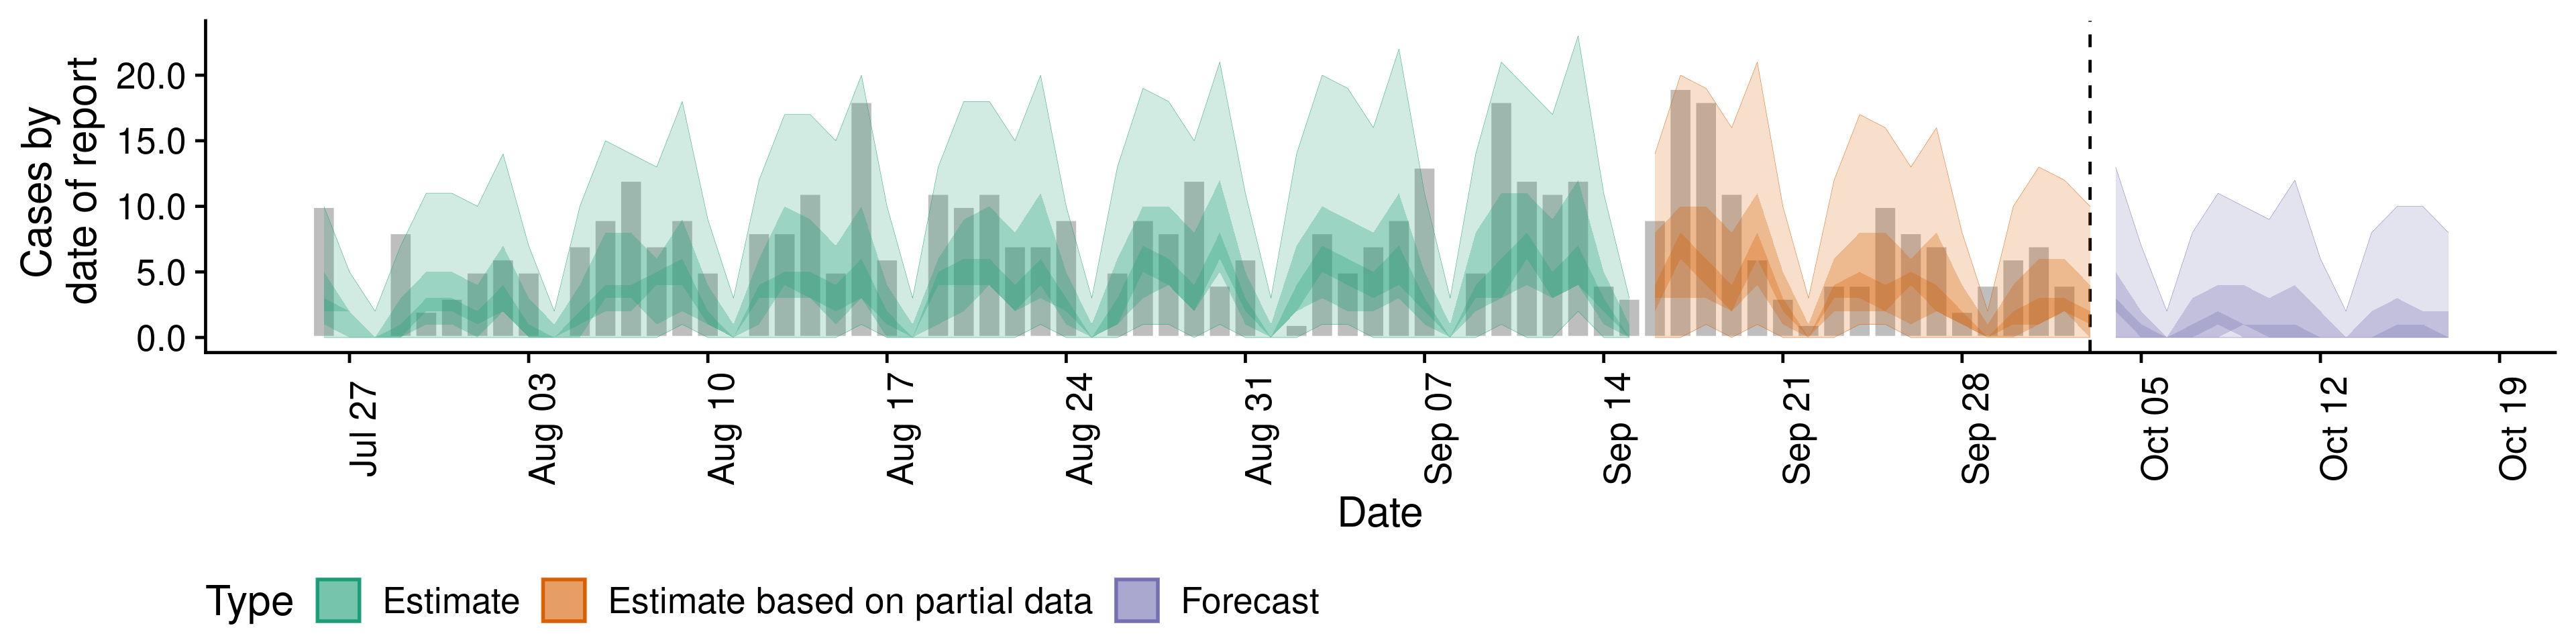 Cases by
date of report
20.0
15.0
10.0
5.0
0.0
Jul 27
Aug 03
Aug 10
Aug 17
Aug 24
Aug 31
Sep 07
Sep 14
Sep 21
Sep 28
Oct 05
Oct 12
Oct 19
Date
Type Estimate Estimate based on partial data Forecast